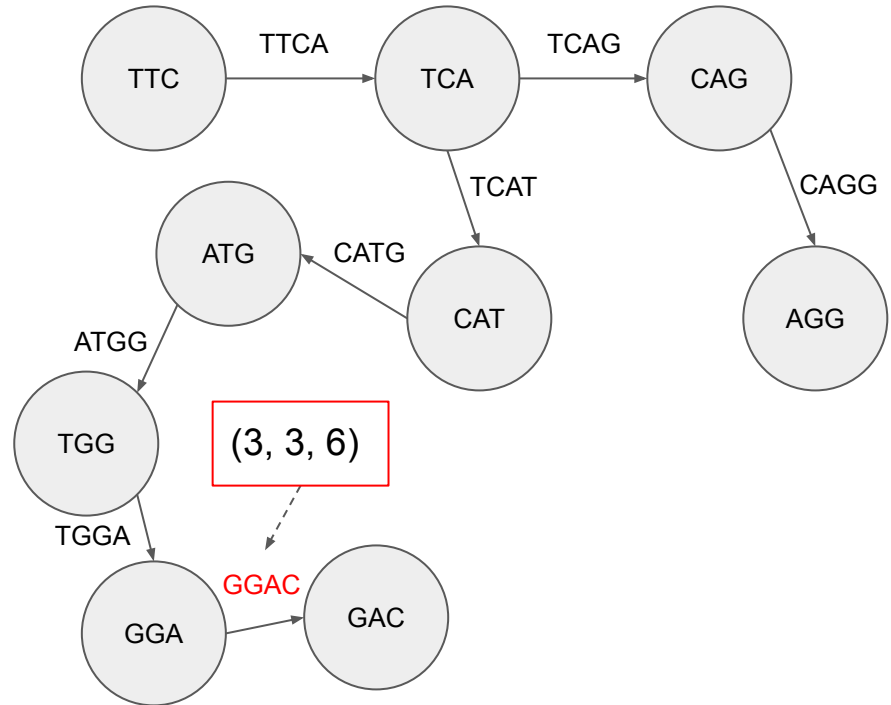 TTCA
TCAG
TTC
TCA
CAG
TCAT
CAGG
ATG
CATG
CAT
AGG
ATGG
TGG
(3, 3, 6)
TGGA
GGAC
GGA
GAC